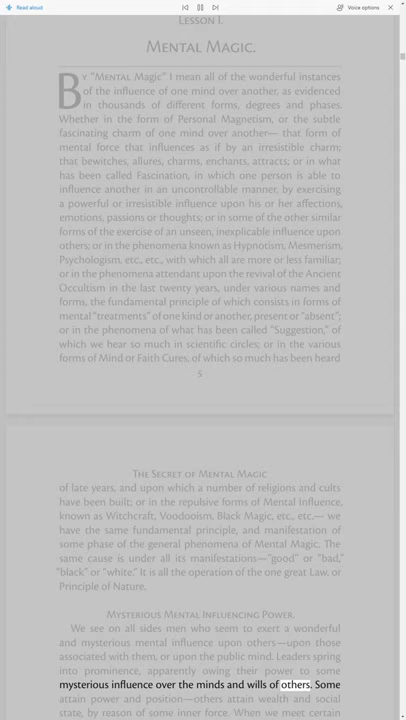 Read aloud
Voice options
LESSON I.
MENTAL MAGIC.
BY "MENTAL MAGIC" I mean all of the wonderful instances
of the influence of one mind over another, as evidenced
in thousands of different forms, degrees and phases.
Whether in the form of Personal Magnetism, or the subtle
fascinating charm of one mind over another— that form of
mental force that influences as if by an irresistible charm;
that bewitches, allures, charms, enchants, attracts; or in what
has been called Fascination, in which one person is able to
influence another in an uncontrollable manner, by exercising
a powerful or irresistible influence upon his or her affections,
emotions, passions or thoughts; or in some of the other similar
forms of the exercise of an unseen, inexplicable influence upon
others; or in the phenomena known as Hypnotism, Mesmerism,
Psychologism, etc., etc., with which all are more or less familiar;
or in the phenomena attendant upon the revival of the Ancient
Occultism in the last twenty years, under various names and
forms, the fundamental principle of which consists in forms of
mental "treatments" of one kind or another, present or "absent";
or in the phenomena of what has been called "Suggestion," of
which we hear so much in scientific circles; or in the various
forms of Mind or Faith Cures, of which so much has been heard
5
THE SECRET OF MENTAL MAGIC
of late years, and upon which a number of religions and cults
have been built; or in the repulsive forms of Mental Influence,
known as Witchcraft, Voodooism, Black Magic, etc., etc.— we
have the same fundamental principle, and manifestation of
some phase of the general phenomena of Mental Magic. The
same cause is under all its manifestations—"good" or "bad,"
"black" or "white." It is all the operation of the one great Law, or
Principle of Nature.
MYSTERIOUS MENTAL INFLUENCING POWER.
We see on all sides men who seem to exert a wonderful
and mysterious mental influence upon others—upon those
associated with them, or upon the public mind. Leaders spring
into prominence, apparently owing their power to some
mysterious influence over the minds and wills of others. Some
attain power and position—others attain wealth and social
state, by reason of some inner force. When we meet certain